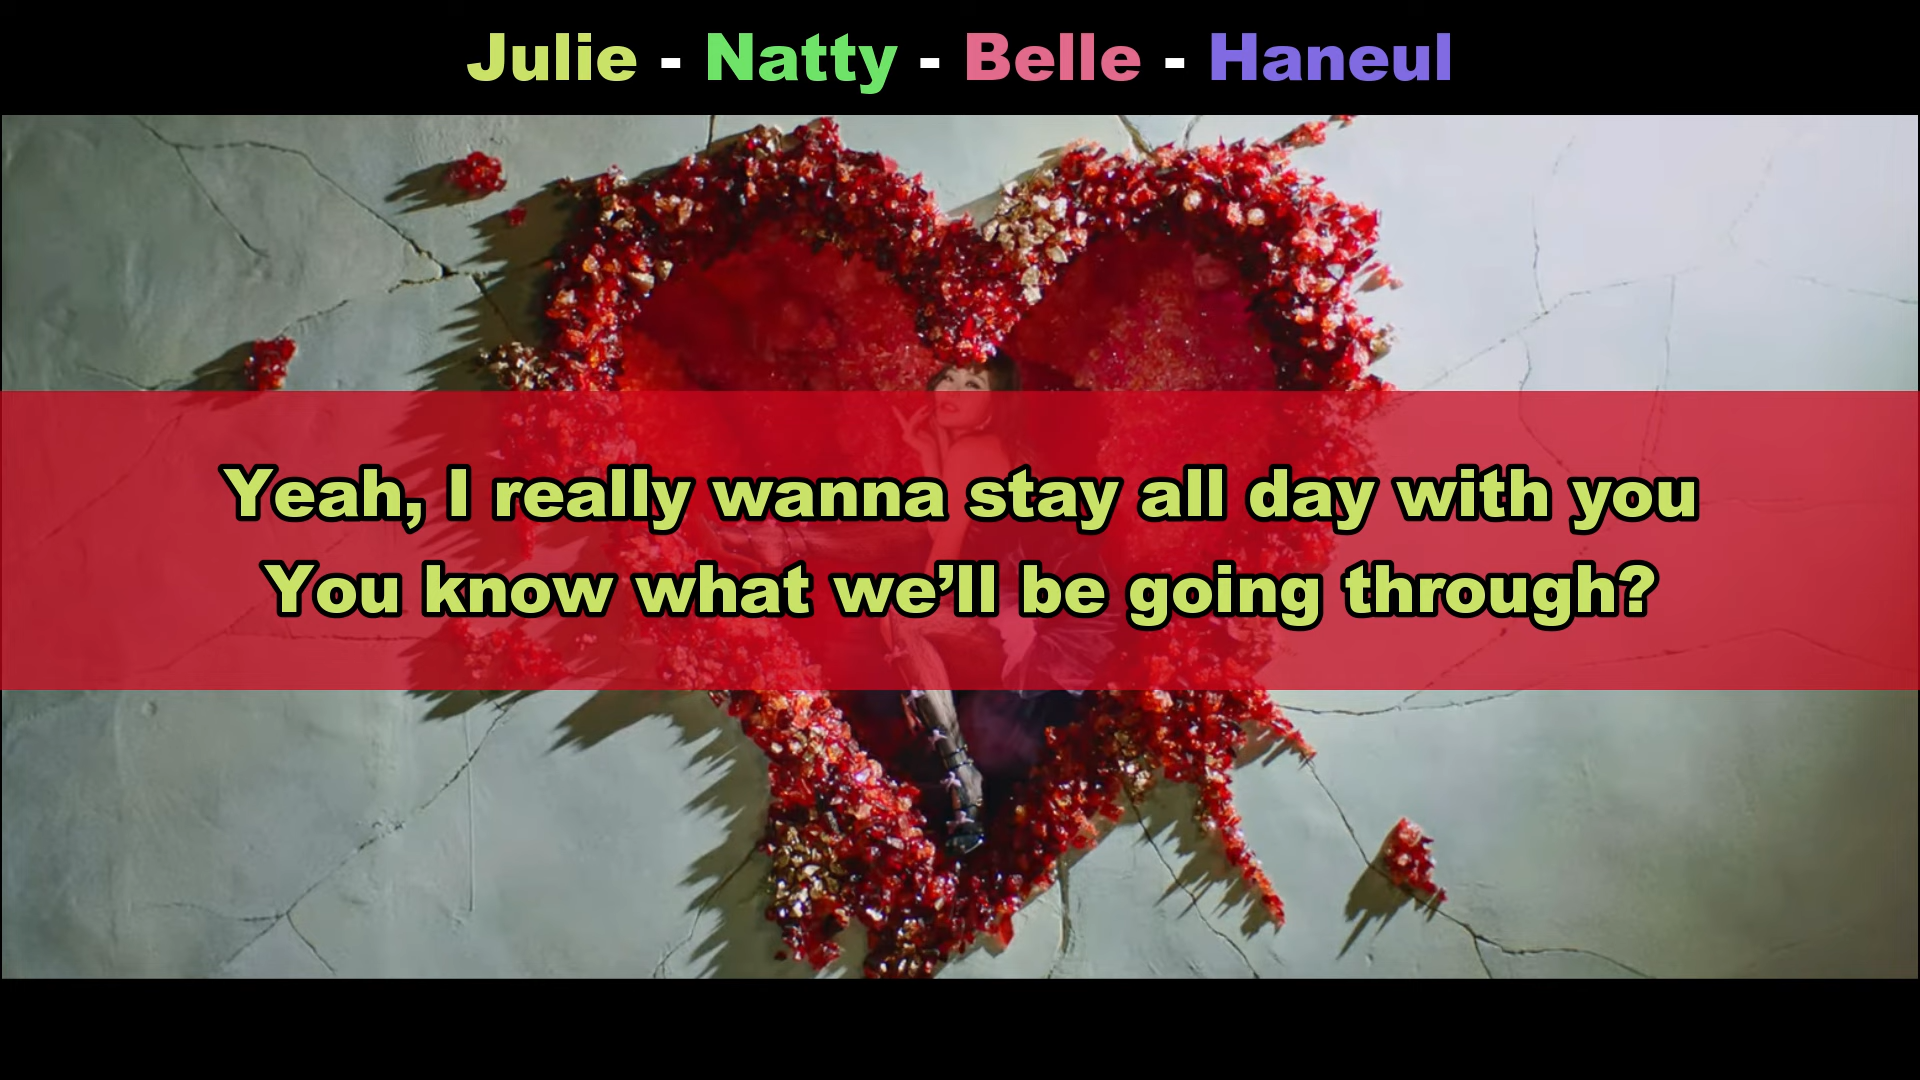 Julie - Natty - Belle - Haneul
Yeah, I really wanna stay all day with you
You know what we’ll be going through?